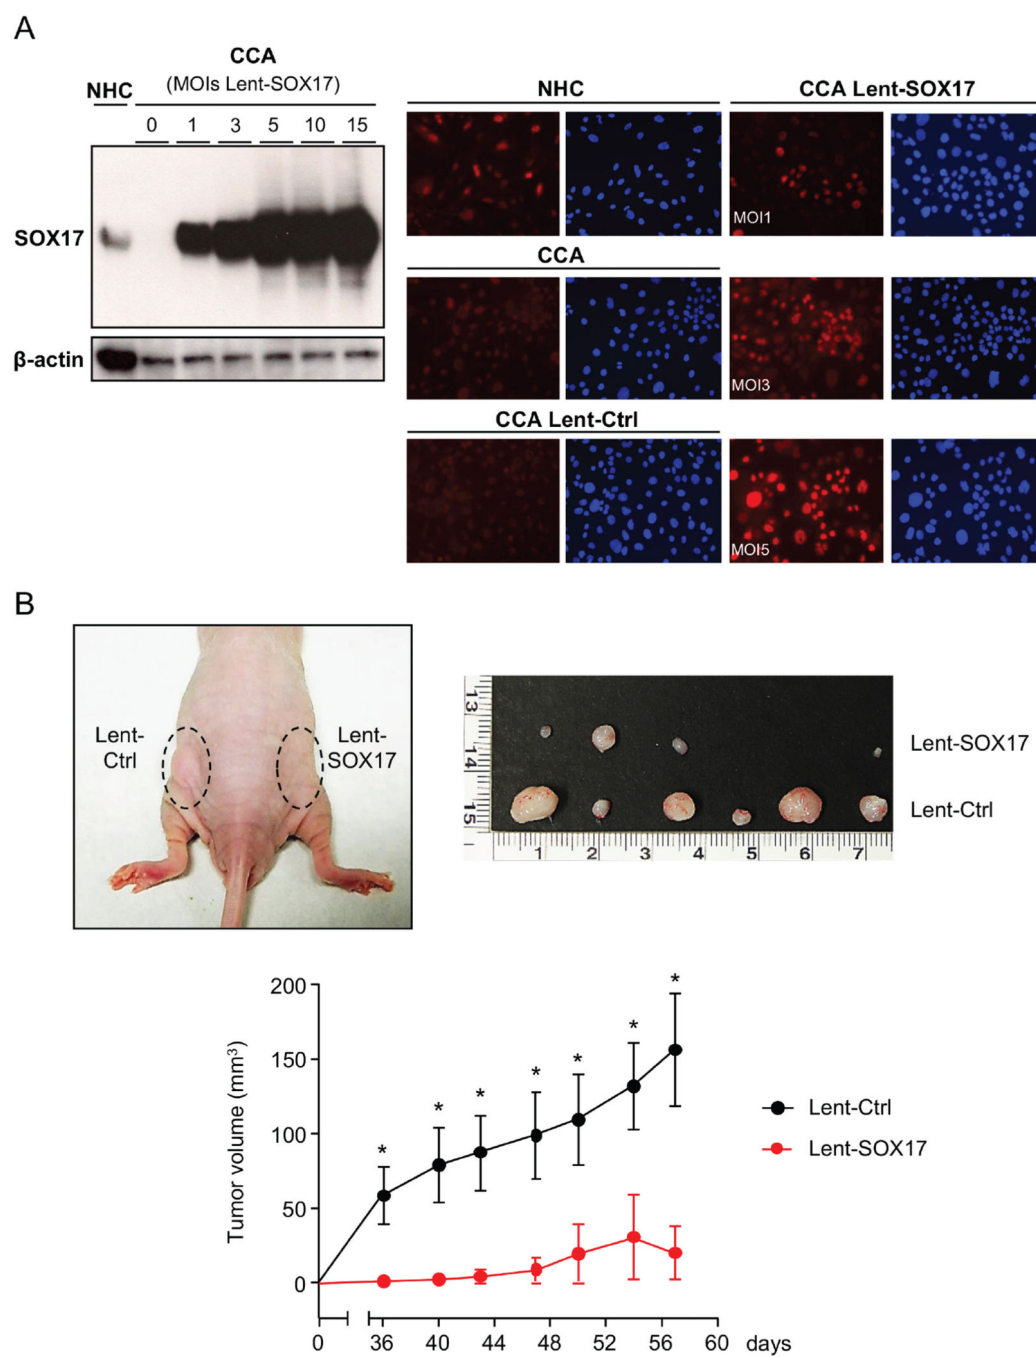 A
CCA
(MOIs Lent-SOX17)
NHC
0 1 3 5 10 15
SOX17
β-actin
NHC
CCA Lent-SOX17
MOI1
CCA
MOI3
CCA Lent-Ctrl
MOI5
B
Lent-
Ctrl
Lent-
SOX17
13
14
15
1 2 3 4 5 6 7
Lent-SOX17
Lent-Ctrl
Tumor volume (mm³)
200
150
100
50
0
* * * * * * *
Lent-Ctrl
Lent-SOX17
0 36 40 44 48 52 56 60 days